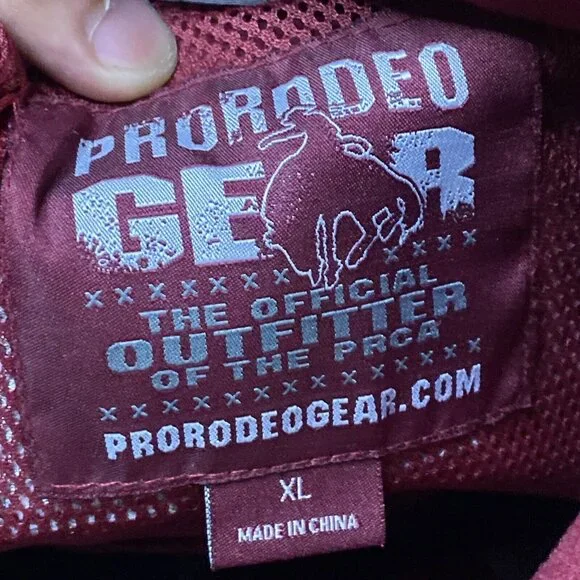 PRORODEO
GEAR
THE OFFICIAL
OUTFITTER
OF THE PRCA
PRORODEOGEAR.COM
XL
MADE IN CHINA